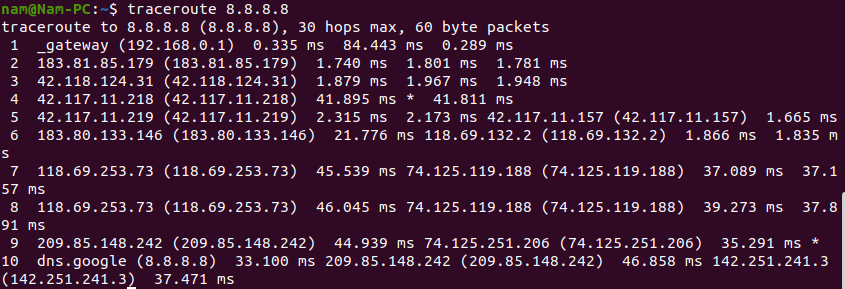 nam@Nam-PC:~$ traceroute 8.8.8.8
traceroute to 8.8.8.8 (8.8.8.8), 30 hops max, 60 byte packets
 1  _gateway (192.168.0.1)  0.335 ms  84.443 ms  0.289 ms
 2  183.81.85.179 (183.81.85.179)  1.740 ms  1.801 ms  1.781 ms
 3  42.118.124.31 (42.118.124.31)  1.879 ms  1.967 ms  1.948 ms
 4  42.117.11.218 (42.117.11.218)  41.895 ms *  41.811 ms
 5  42.117.11.219 (42.117.11.219)  2.315 ms  2.173 ms 42.117.11.157 (42.117.11.157)  1.665 ms
 6  183.80.133.146 (183.80.133.146)  21.776 ms 118.69.132.2 (118.69.132.2)  1.866 ms  1.835 m
s
 7  118.69.253.73 (118.69.253.73)  45.539 ms 74.125.119.188 (74.125.119.188)  37.089 ms  37.1
57 ms
 8  118.69.253.73 (118.69.253.73)  46.045 ms 74.125.119.188 (74.125.119.188)  39.273 ms  37.8
91 ms
 9  209.85.148.242 (209.85.148.242)  44.939 ms 74.125.251.206 (74.125.251.206)  35.291 ms *
10  dns.google (8.8.8.8)  33.100 ms 209.85.148.242 (209.85.148.242)  46.858 ms 142.251.241.3
(142.251.241.3)  37.471 ms